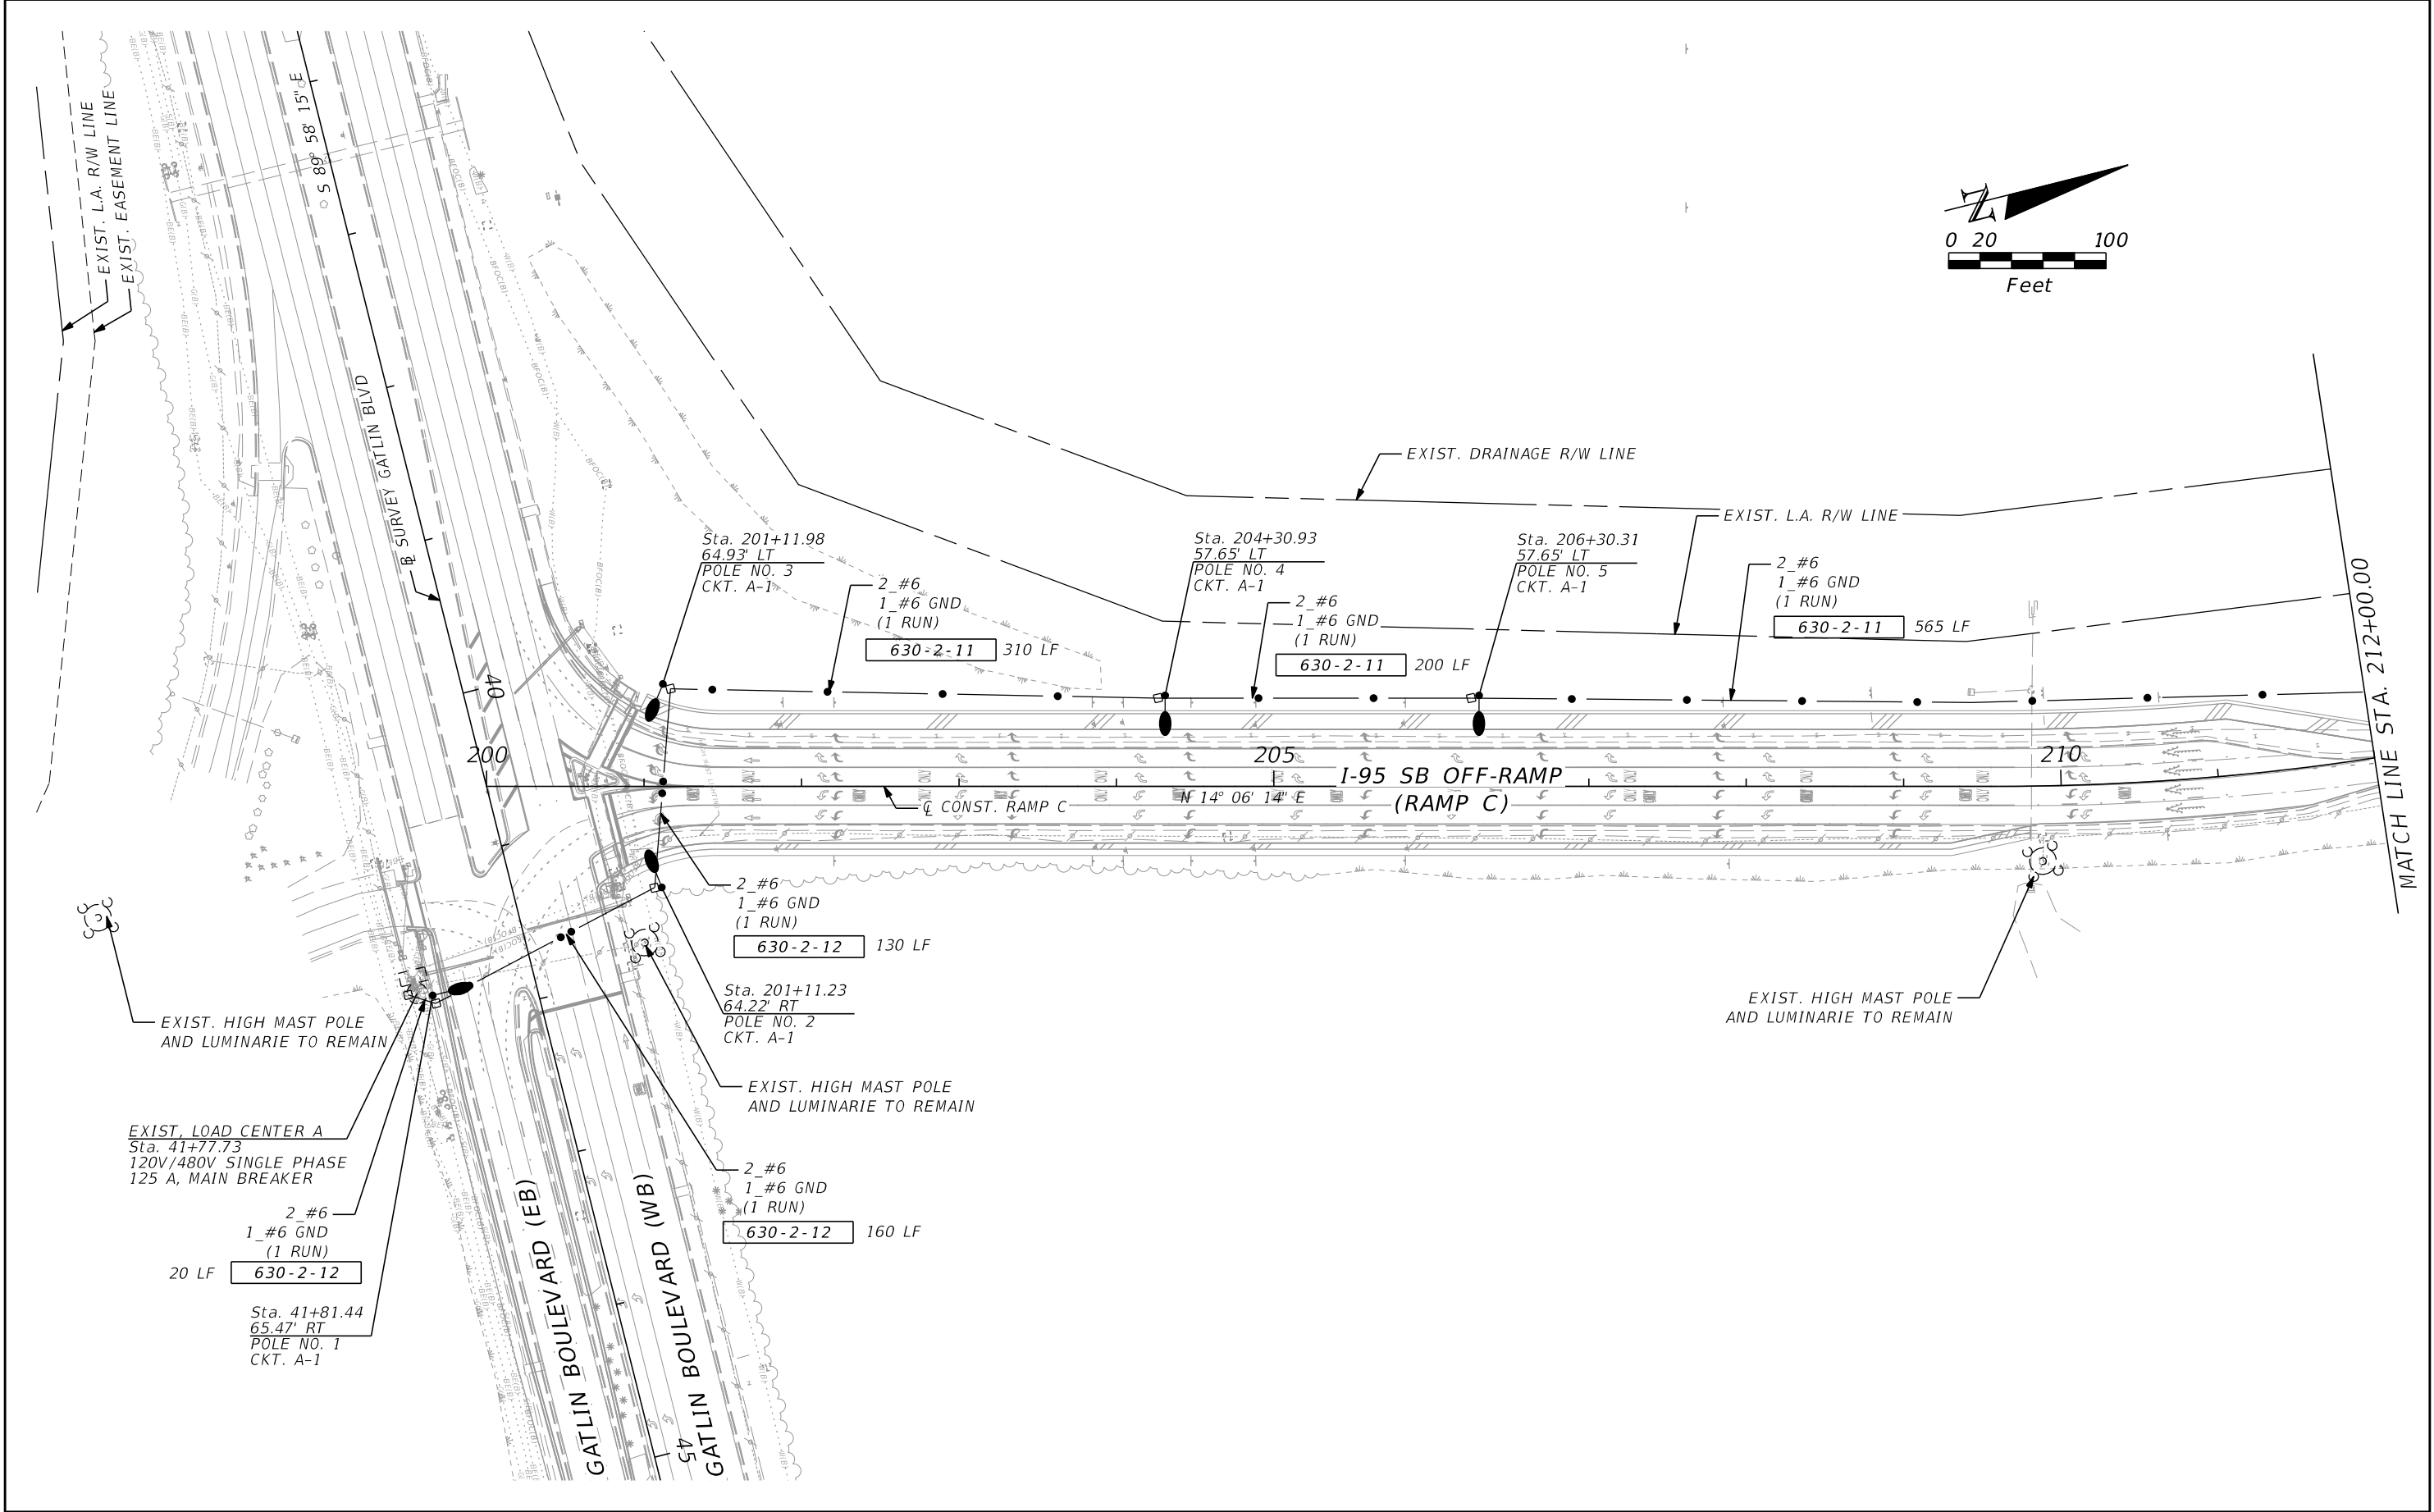 EXIST. L.A. R/W LINE
EXIST. EASEMENT LINE
S 89° 58' 15" E
BL SURVEY GATLIN BLVD
N
0 20 100
Feet
EXIST. DRAINAGE R/W LINE
EXIST. L.A. R/W LINE
Sta. 201+11.98
64.93' LT
POLE NO. 3
CKT. A-1
2_#6
1_#6 GND
(1 RUN)
630-2-11 310 LF
Sta. 204+30.93
57.65' LT
POLE NO. 4
CKT. A-1
2_#6
1_#6 GND
(1 RUN)
630-2-11 200 LF
Sta. 206+30.31
57.65' LT
POLE NO. 5
CKT. A-1
2_#6
1_#6 GND
(1 RUN)
630-2-11 565 LF
MATCH LINE STA. 212+00.00
40
200
205
210
I-95 SB OFF-RAMP
(RAMP C)
℄ CONST. RAMP C
N 14° 06' 14" E
2_#6
1_#6 GND
(1 RUN)
630-2-12 130 LF
Sta. 201+11.23
64.22' RT
POLE NO. 2
CKT. A-1
EXIST. HIGH MAST POLE
AND LUMINARIE TO REMAIN
EXIST. HIGH MAST POLE
AND LUMINARIE TO REMAIN
EXIST. HIGH MAST POLE
AND LUMINARIE TO REMAIN
EXIST, LOAD CENTER A
Sta. 41+77.73
120V/480V SINGLE PHASE
125 A, MAIN BREAKER
2_#6
1_#6 GND
(1 RUN)
20 LF 630-2-12
Sta. 41+81.44
65.47' RT
POLE NO. 1
CKT. A-1
2_#6
1_#6 GND
(1 RUN)
630-2-12 160 LF
GATLIN BOULEVARD (EB)
GATLIN BOULEVARD (WB)
45